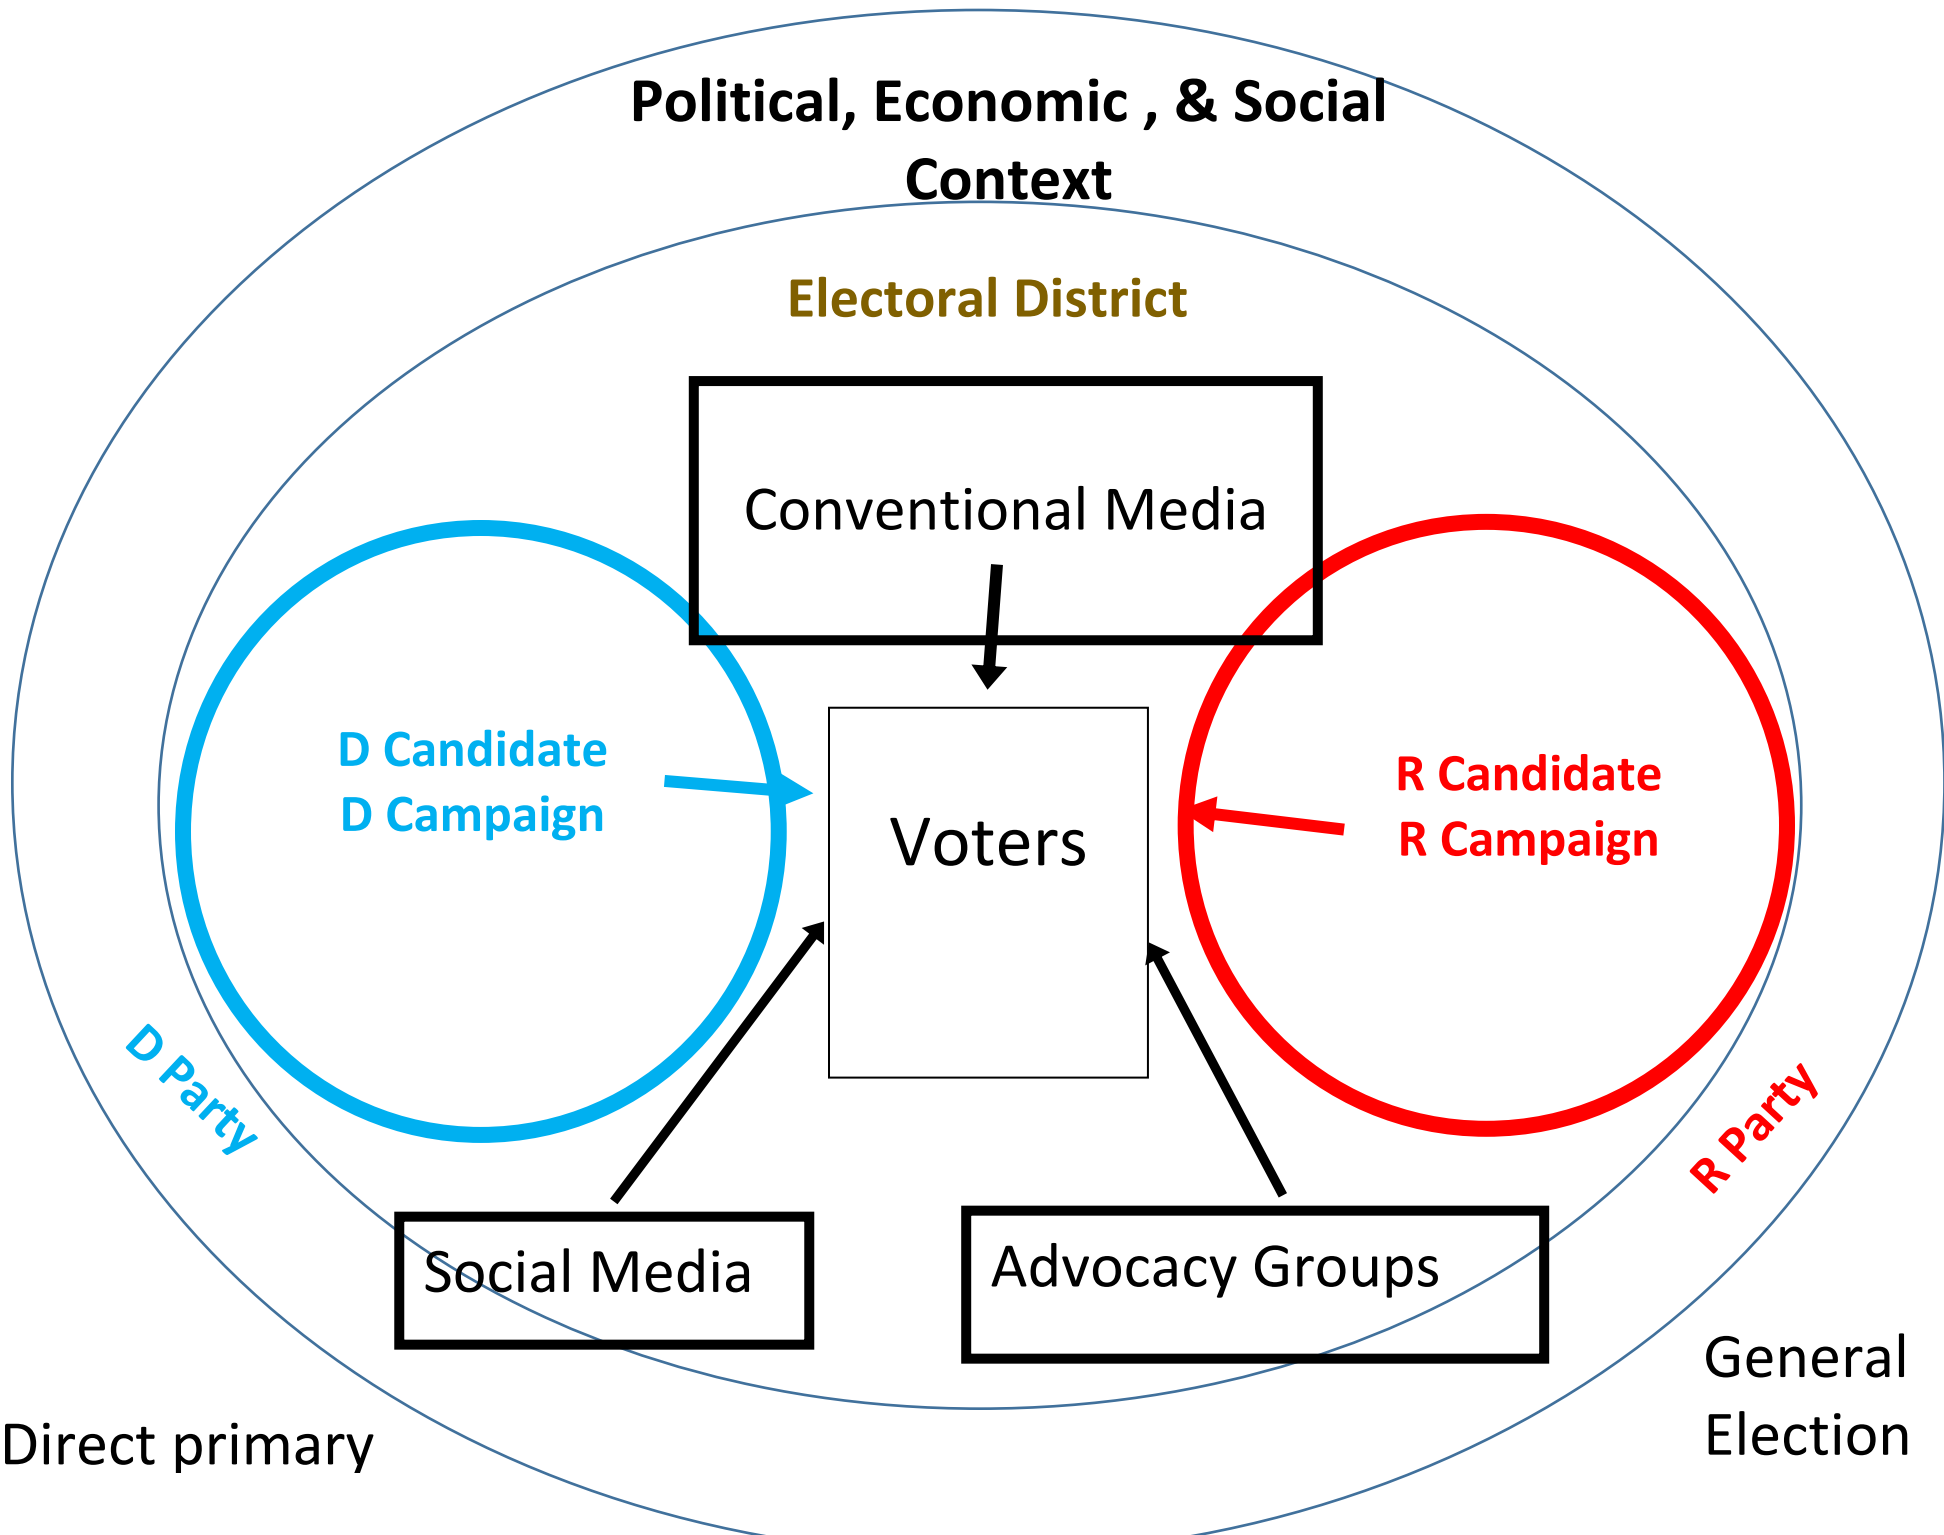 Political, Economic , & Social
Context
Electoral District
Conventional Media
D Candidate
D Campaign
R Candidate
R Campaign
Voters
D Party
R Party
Social Media
Advocacy Groups
General
Election
Direct primary